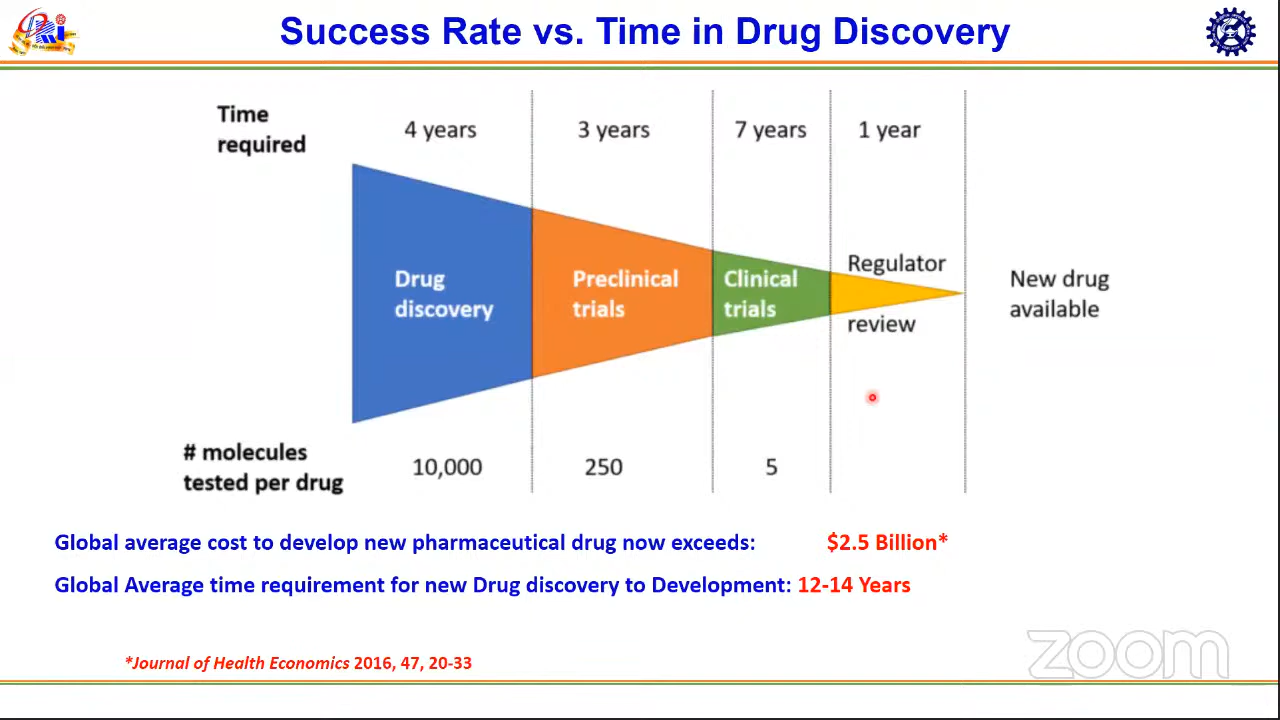 Success Rate vs. Time in Drug Discovery
Time
required
4 years
3 years
7 years
1 year
Drug
discovery
Preclinical
trials
Clinical
trials
Regulator
review
New drug
available
# molecules
tested per drug
10,000
250
5
Global average cost to develop new pharmaceutical drug now exceeds: $2.5 Billion*
Global Average time requirement for new Drug discovery to Development: 12-14 Years
*Journal of Health Economics 2016, 47, 20-33
zoom